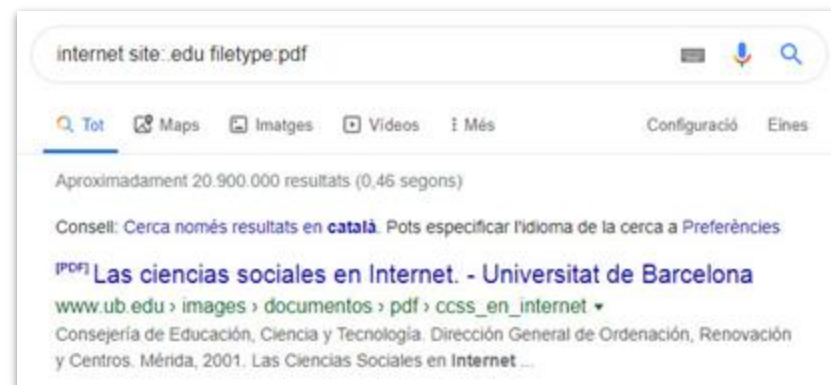 internet site:.edu filetype:pdf
Tot Maps Imatges Vídeos Més Configuració Eines
Aproximadament 20.900.000 resultats (0,46 segons)
Consell: Cerca només resultats en català. Pots especificar l'idioma de la cerca a Preferències
[PDF] Las ciencias sociales en Internet. - Universitat de Barcelona
www.ub.edu › images › documentos › pdf › ccss_en_internet
Consejería de Educación, Ciencia y Tecnología. Dirección General de Ordenación, Renovación
y Centros. Mérida, 2001. Las Ciencias Sociales en Internet ...